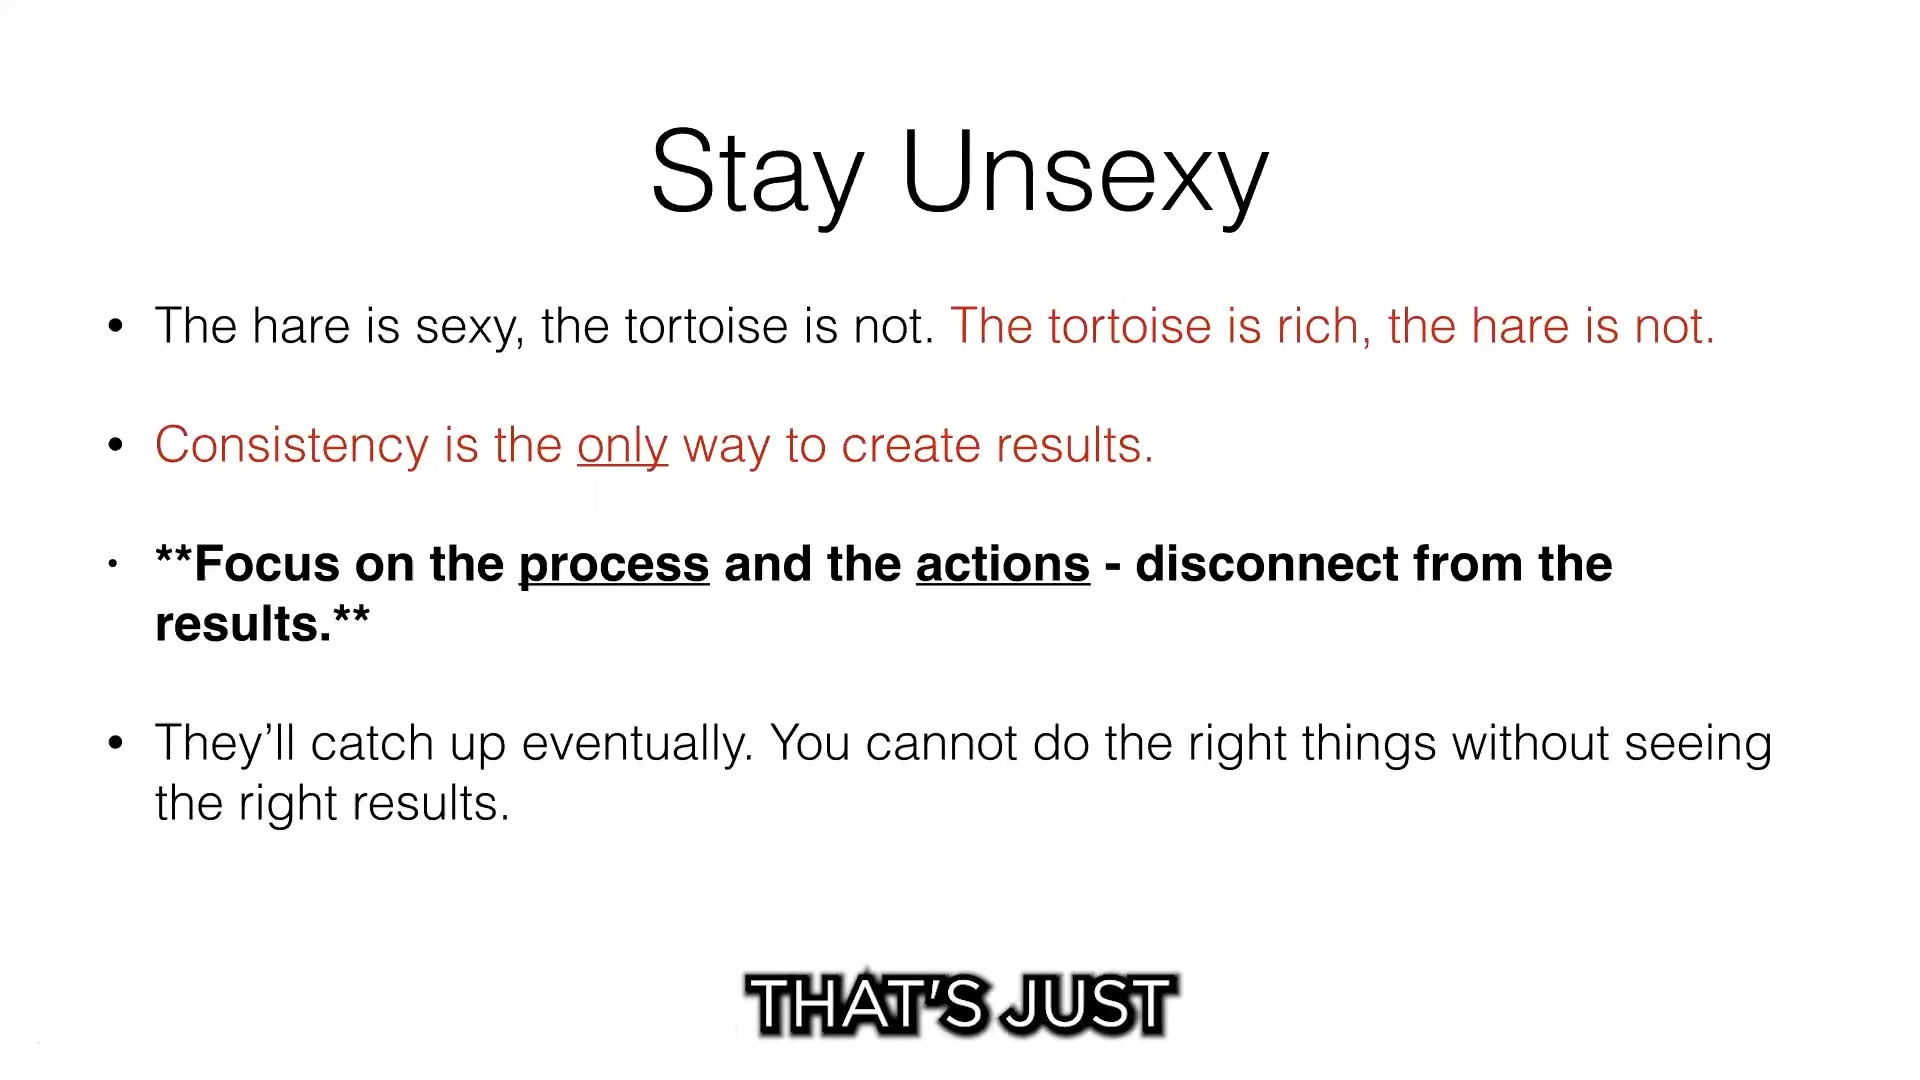 Stay Unsexy
• The hare is sexy, the tortoise is not. The tortoise is rich, the hare is not.
• Consistency is the only way to create results.
• **Focus on the process and the actions - disconnect from the
results.**
• They’ll catch up eventually. You cannot do the right things without seeing
the right results.
THAT'S JUST